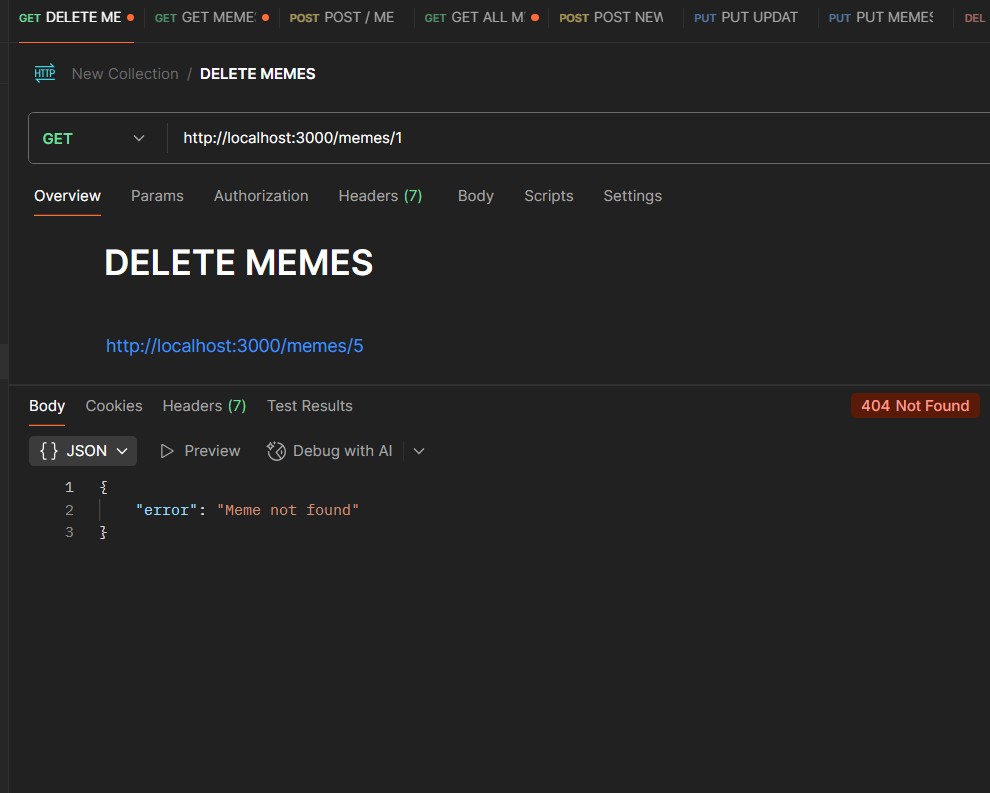 GET DELETE ME GET GET MEME POST POST / ME GET GET ALL M POST POST NEW PUT PUT UPDAT PUT PUT MEMES DEL
HTTP New Collection / DELETE MEMES
GET http://localhost:3000/memes/1
Overview Params Authorization Headers (7) Body Scripts Settings
DELETE MEMES
http://localhost:3000/memes/5
Body Cookies Headers (7) Test Results 404 Not Found
{ } JSON Preview Debug with AI
1 {
2 "error": "Meme not found"
3 }